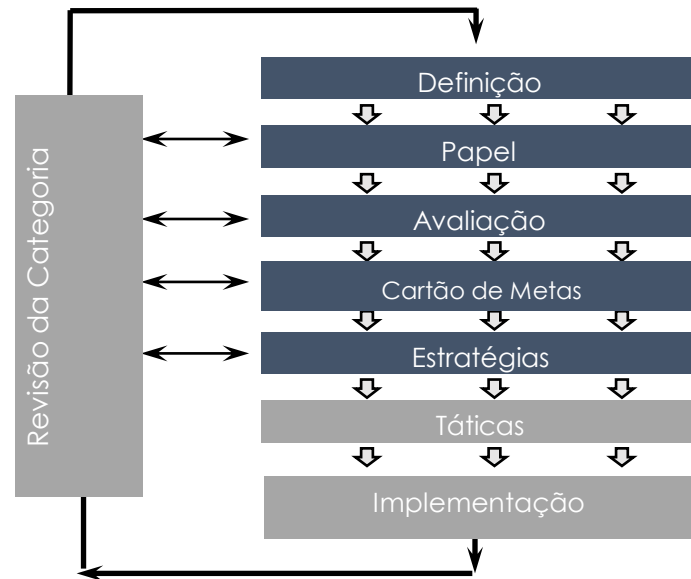 Revisão da Categoria
Definição
Papel
Avaliação
Cartão de Metas
Estratégias
Táticas
Implementação